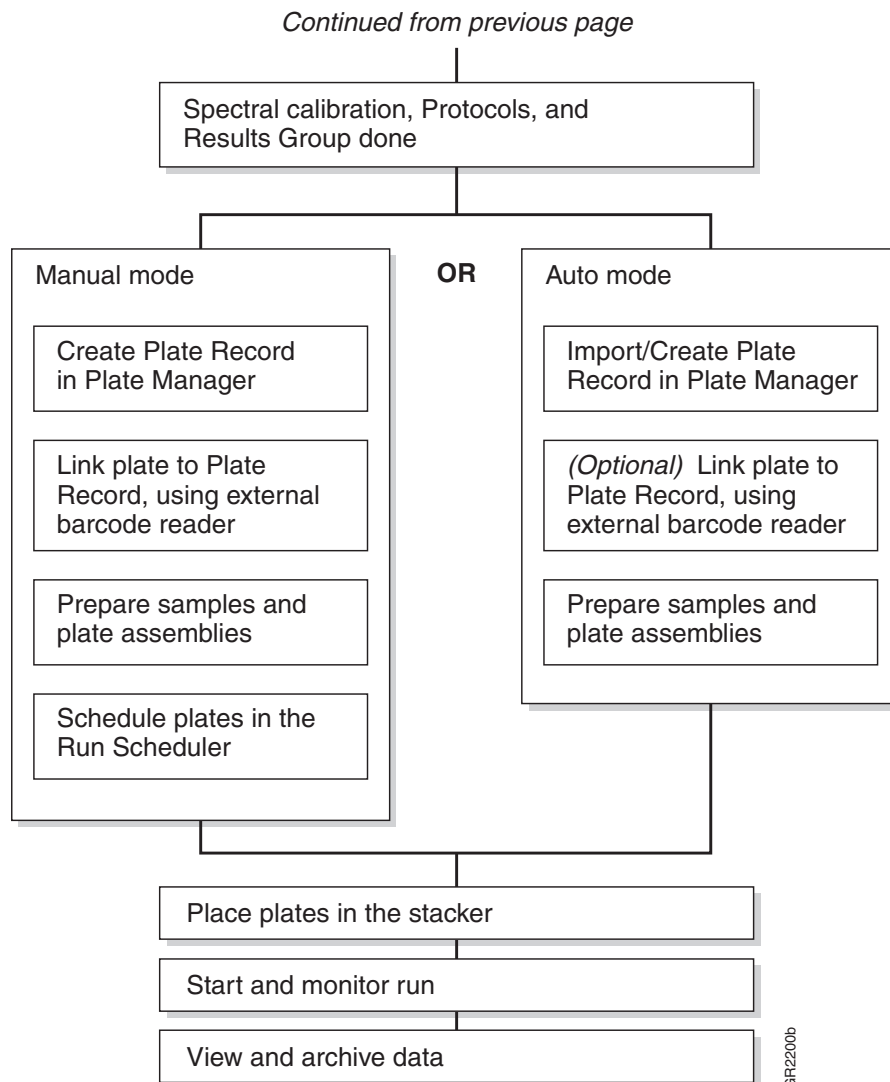 Continued from previous page
Spectral calibration, Protocols, and
Results Group done
Manual mode
Create Plate Record
in Plate Manager
Link plate to Plate
Record, using external
barcode reader
Prepare samples and
plate assemblies
Schedule plates in the
Run Scheduler
OR
Auto mode
Import/Create Plate
Record in Plate Manager
(Optional) Link plate to
Plate Record, using
external barcode reader
Prepare samples and
plate assemblies
Place plates in the stacker
Start and monitor run
View and archive data
GR2200b